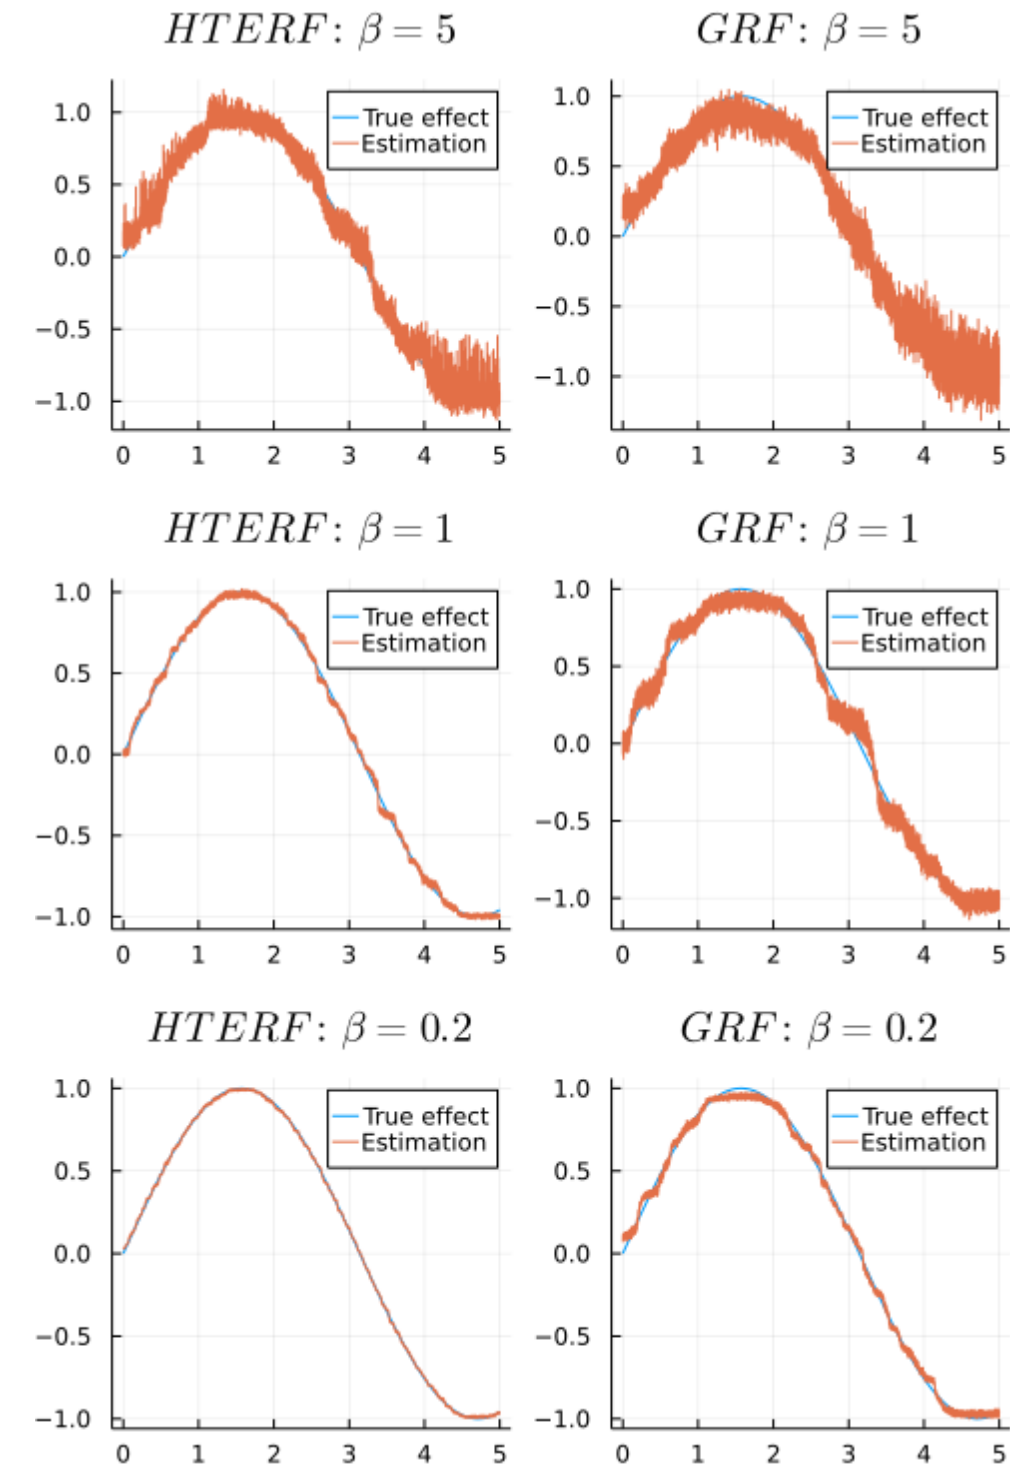 HTERF: β = 5
GRF: β = 5
True effect
Estimation
1.0
0.5
0.0
−0.5
−1.0
0 1 2 3 4 5
True effect
Estimation
1.0
0.5
0.0
−0.5
−1.0
0 1 2 3 4 5
HTERF: β = 1
GRF: β = 1
True effect
Estimation
1.0
0.5
0.0
−0.5
−1.0
0 1 2 3 4 5
True effect
Estimation
1.0
0.5
0.0
−0.5
−1.0
0 1 2 3 4 5
HTERF: β = 0.2
GRF: β = 0.2
True effect
Estimation
1.0
0.5
0.0
−0.5
−1.0
0 1 2 3 4 5
True effect
Estimation
1.0
0.5
0.0
−0.5
−1.0
0 1 2 3 4 5